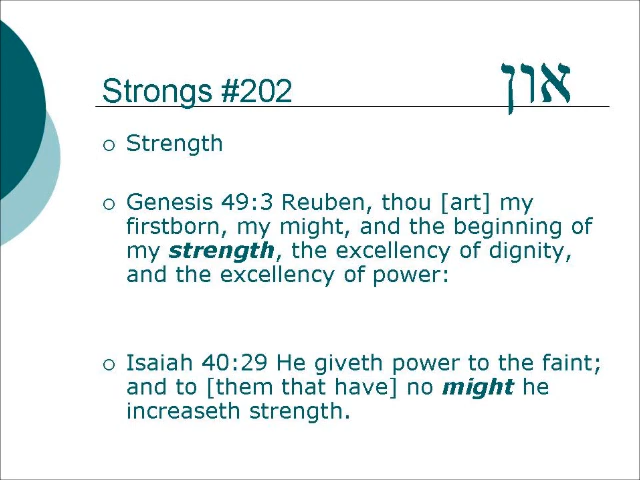 Strongs #202 און
Strength
Genesis 49:3 Reuben, thou [art] my
firstborn, my might, and the beginning of
my strength, the excellency of dignity,
and the excellency of power:
Isaiah 40:29 He giveth power to the faint;
and to [them that have] no might he
increaseth strength.